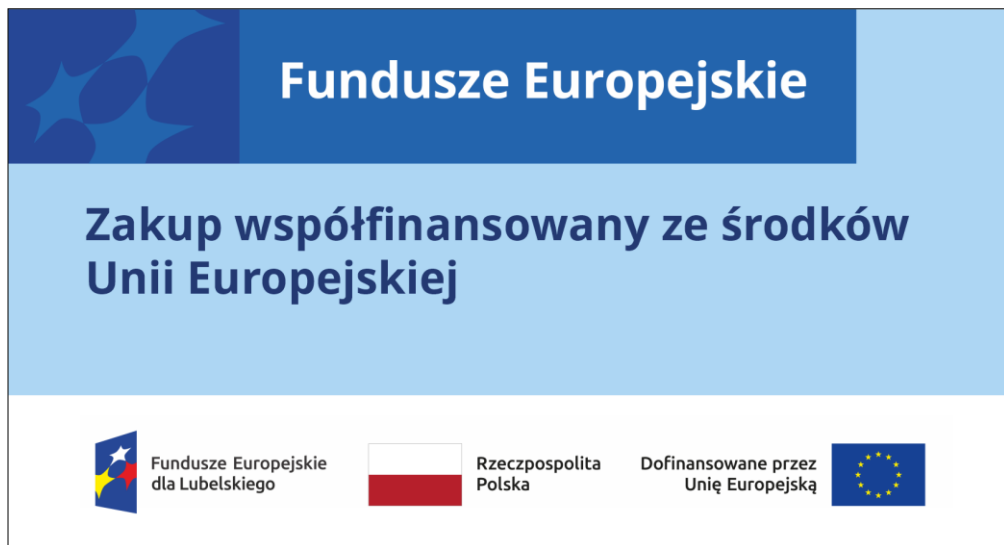 Fundusze Europejskie
Zakup współfinansowany ze środków
Unii Europejskiej
Fundusze Europejskie
dla Lubelskiego
Rzeczpospolita
Polska
Dofinansowane przez
Unię Europejską